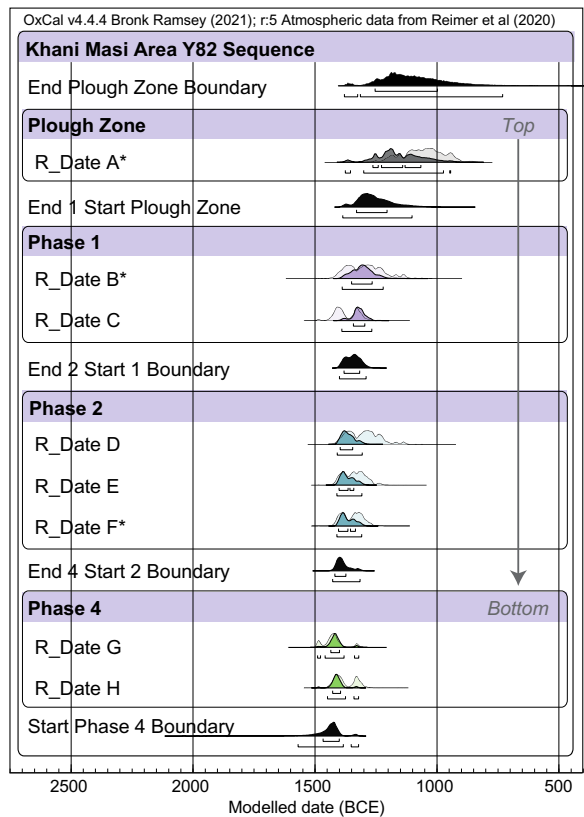 OxCal v4.4.4 Bronk Ramsey (2021); r:5 Atmospheric data from Reimer et al (2020)
Khani Masi Area Y82 Sequence
End Plough Zone Boundary
Plough Zone
Top
R_Date A*
End 1 Start Plough Zone
Phase 1
R_Date B*
R_Date C
End 2 Start 1 Boundary
Phase 2
R_Date D
R_Date E
R_Date F*
End 4 Start 2 Boundary
Phase 4
Bottom
R_Date G
R_Date H
Start Phase 4 Boundary
2500 2000 1500 1000 500
Modelled date (BCE)